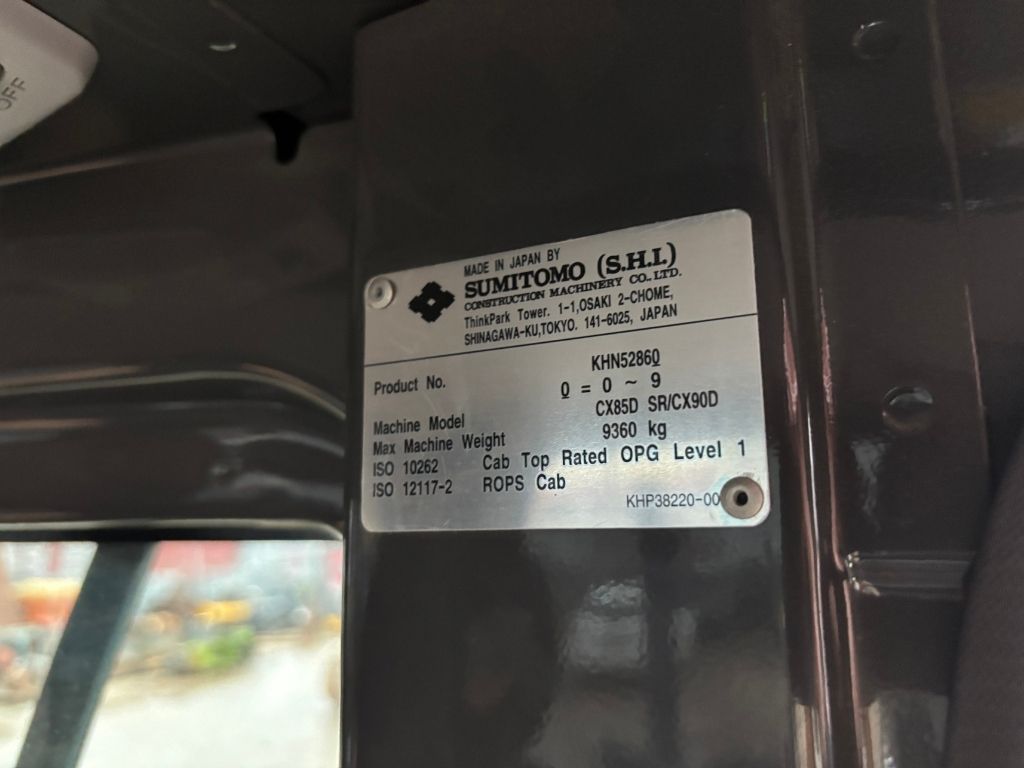 OFF
MADE IN JAPAN BY
SUMITOMO (S.H.I.)
CONSTRUCTION MACHINERY CO., LTD.
ThinkPark Tower. 1-1,OSAKI 2-CHOME,
SHINAGAWA-KU,TOKYO. 141-6025, JAPAN
Product No. KHN52860
0 = 0 ~ 9
Machine Model CX85D SR/CX90D
Max Machine Weight 9360 kg
ISO 10262 Cab Top Rated OPG Level 1
ISO 12117-2 ROPS Cab
KHP38220-00